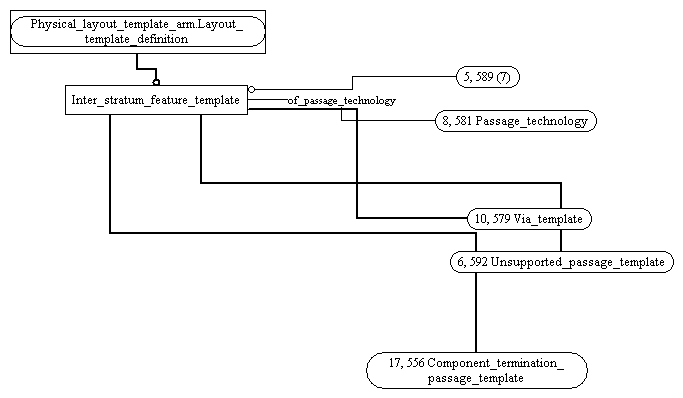 Physical_layout_template_arm.Layout_
template_definition
5, 589 (7)
Inter_stratum_feature_template
of_passage_technology
8, 581 Passage_technology
10, 579 Via_template
6, 592 Unsupported_passage_template
17, 556 Component_termination_
passage_template